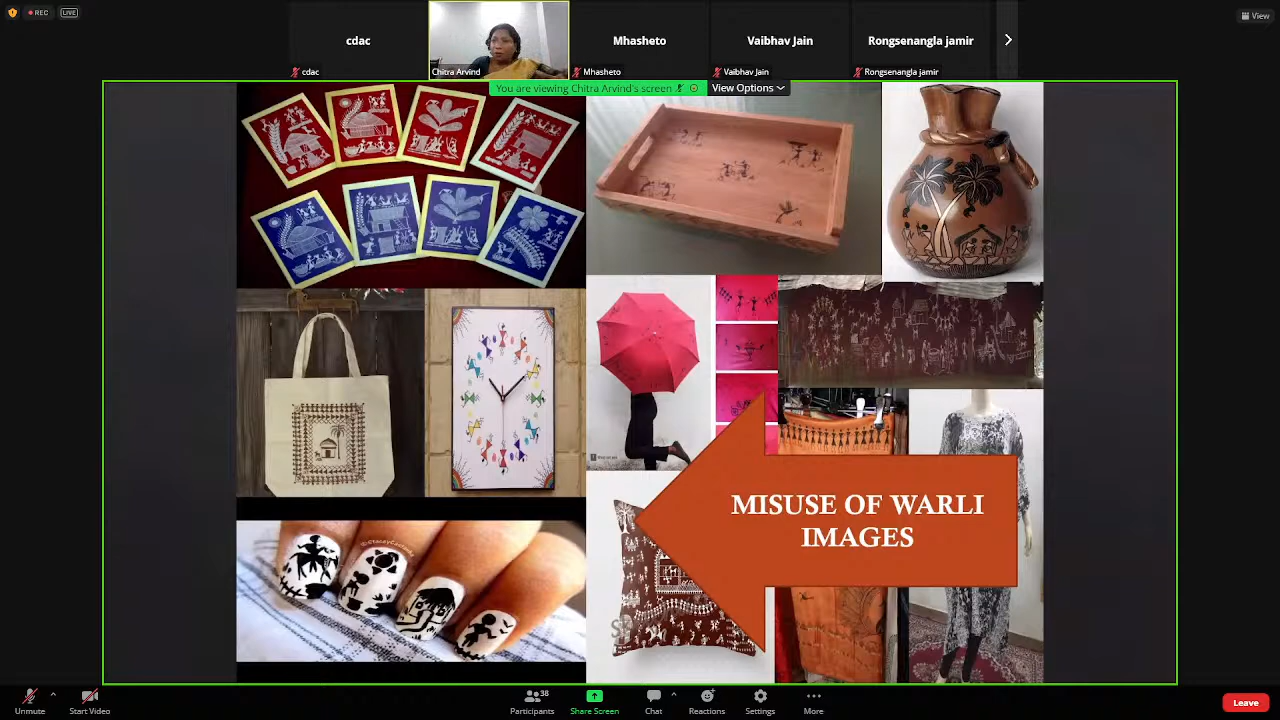 REC
LIVE
View
cdac
Mhasheto
Vaibhav Jain
Rongsenangla jamir
cdac
Chitra Arvind
Mhasheto
Vaibhav Jain
Rongsenangla jamir
You are viewing Chitra Arvind's screen
View Options
MISUSE OF WARLI
IMAGES
Unmute
Start Video
38
Participants
Share Screen
Chat
Reactions
Settings
More
Leave